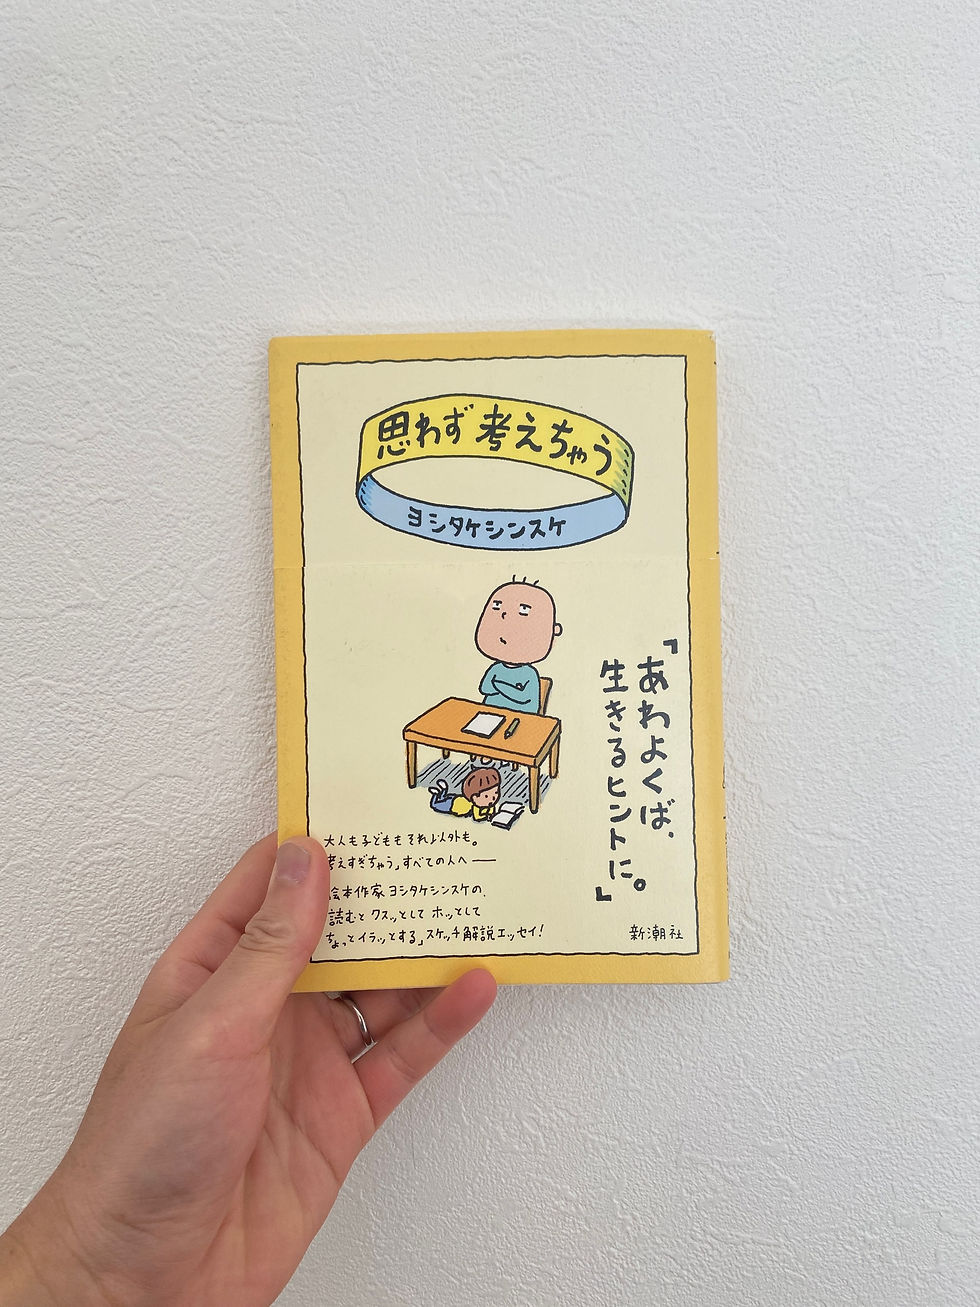 思わず考えちゃう
ヨシタケシンスケ
「あわよくば、
生きるヒントに。」
大人も子どももそれ以外も。
考えすぎちゃう」すべての人へ——
絵本作家ヨシタケシンスケの、
読むとクスッとしてホッとして
ちょっとイラッとする」スケッチ解説エッセイ!
新潮社